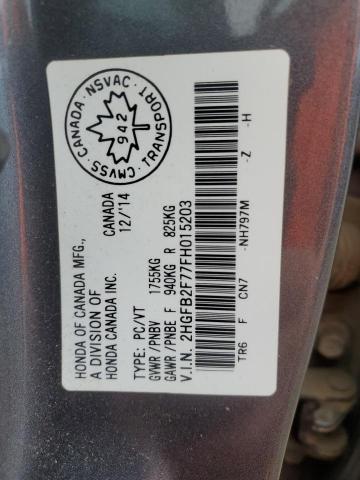 HONDA OF CANADA MFG.,
A DIVISION OF
HONDA CANADA INC.
CANADA
12/'14
TYPE: PC/VT
GVWR /PNBV 1755KG
GAWR /PNBE F 940KG R 825KG
V.I.N. 2HGFB2F77FH015203
TR6 F CN7 -NH797M -Z -H
CANADA · NSVAC ·
CMVSS · TRANSPORT
942